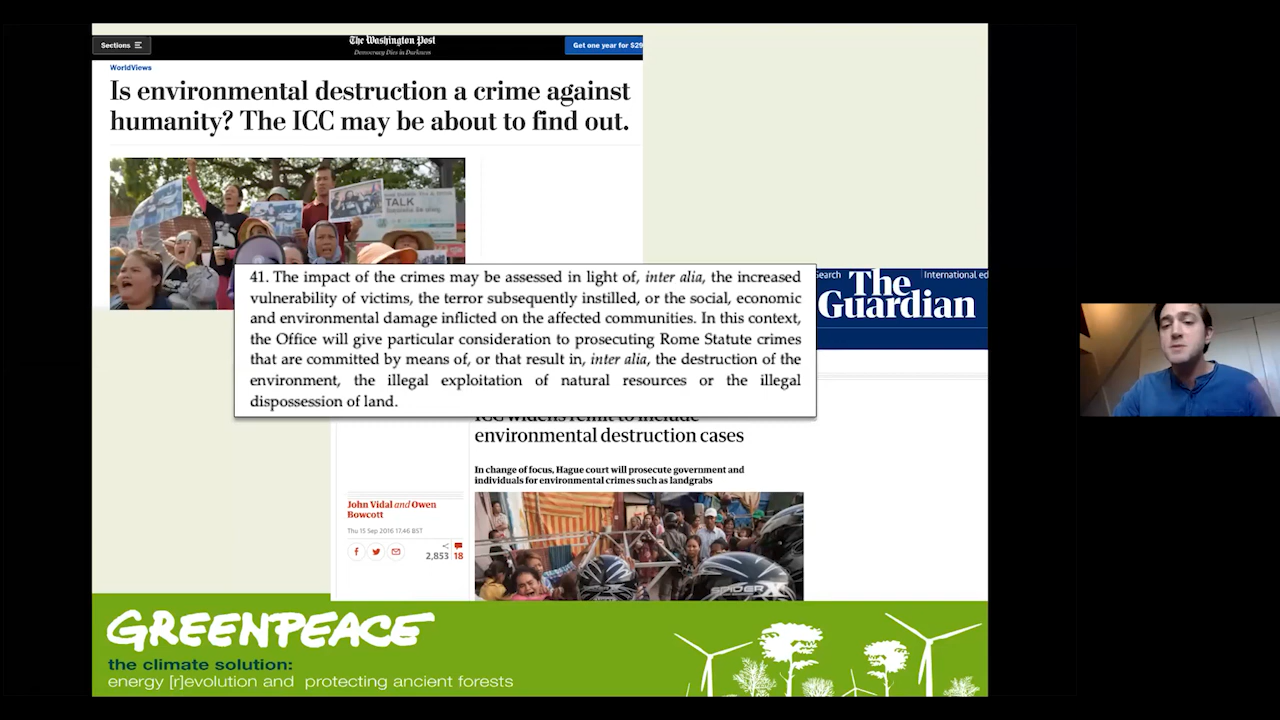 Sections
The Washington Post
Democracy Dies in Darkness
Get one year for $29
WorldViews
Is environmental destruction a crime against
humanity? The ICC may be about to find out.
TALK
41. The impact of the crimes may be assessed in light of, inter alia, the increased
vulnerability of victims, the terror subsequently instilled, or the social, economic
and environmental damage inflicted on the affected communities. In this context,
the Office will give particular consideration to prosecuting Rome Statute crimes
that are committed by means of, or that result in, inter alia, the destruction of the
environment, the illegal exploitation of natural resources or the illegal
dispossession of land.
International ed
The
Guardian
ICC widens remit to include
environmental destruction cases
In change of focus, Hague court will prosecute government and
individuals for environmental crimes such as landgrabs
John Vidal and Owen
Bowcott
Thu 15 Sep 2016 17.46 BST
2,853 18
SPIDER X
GREENPEACE
the climate solution:
energy [r]evolution and protecting ancient forests